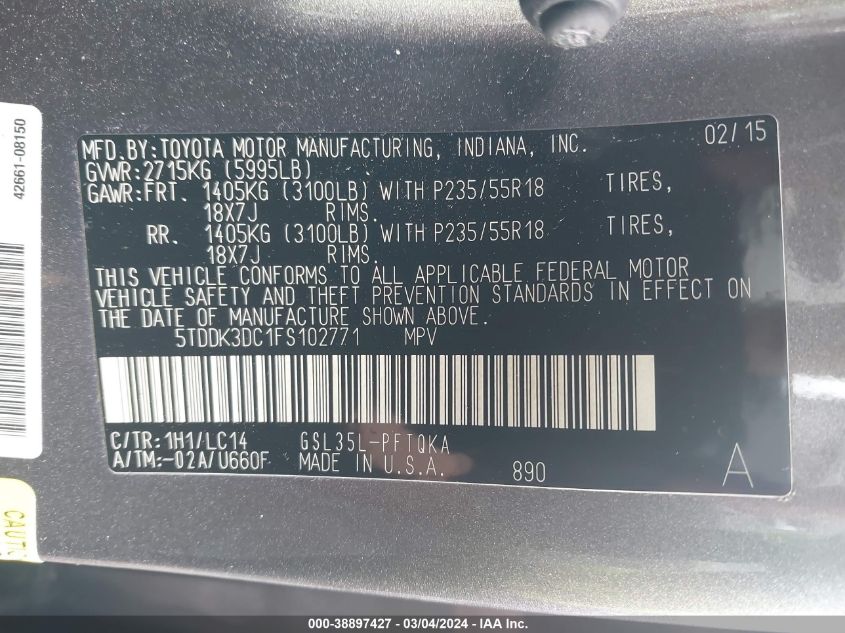 42661-08150
MFD.BY:TOYOTA MOTOR MANUFACTURING, INDIANA, INC. 02/15
GVWR:2715KG (5995LB)
GAWR:FRT. 1405KG (3100LB) WITH P235/55R18 TIRES,
18X7J RIMS.
RR. 1405KG (3100LB) WITH P235/55R18 TIRES,
18X7J RIMS.
THIS VEHICLE CONFORMS TO ALL APPLICABLE FEDERAL MOTOR
VEHICLE SAFETY AND THEFT PREVENTION STANDARDS IN EFFECT ON
THE DATE OF MANUFACTURE SHOWN ABOVE.
5TDDK3DC1FS102771 MPV
C/TR:1H1/LC14 GSL35L-PFTQKA
A/TM:-02A/U660F MADE IN U.S.A. 890 A
000-38897427 - 03/04/2024 - IAA Inc.